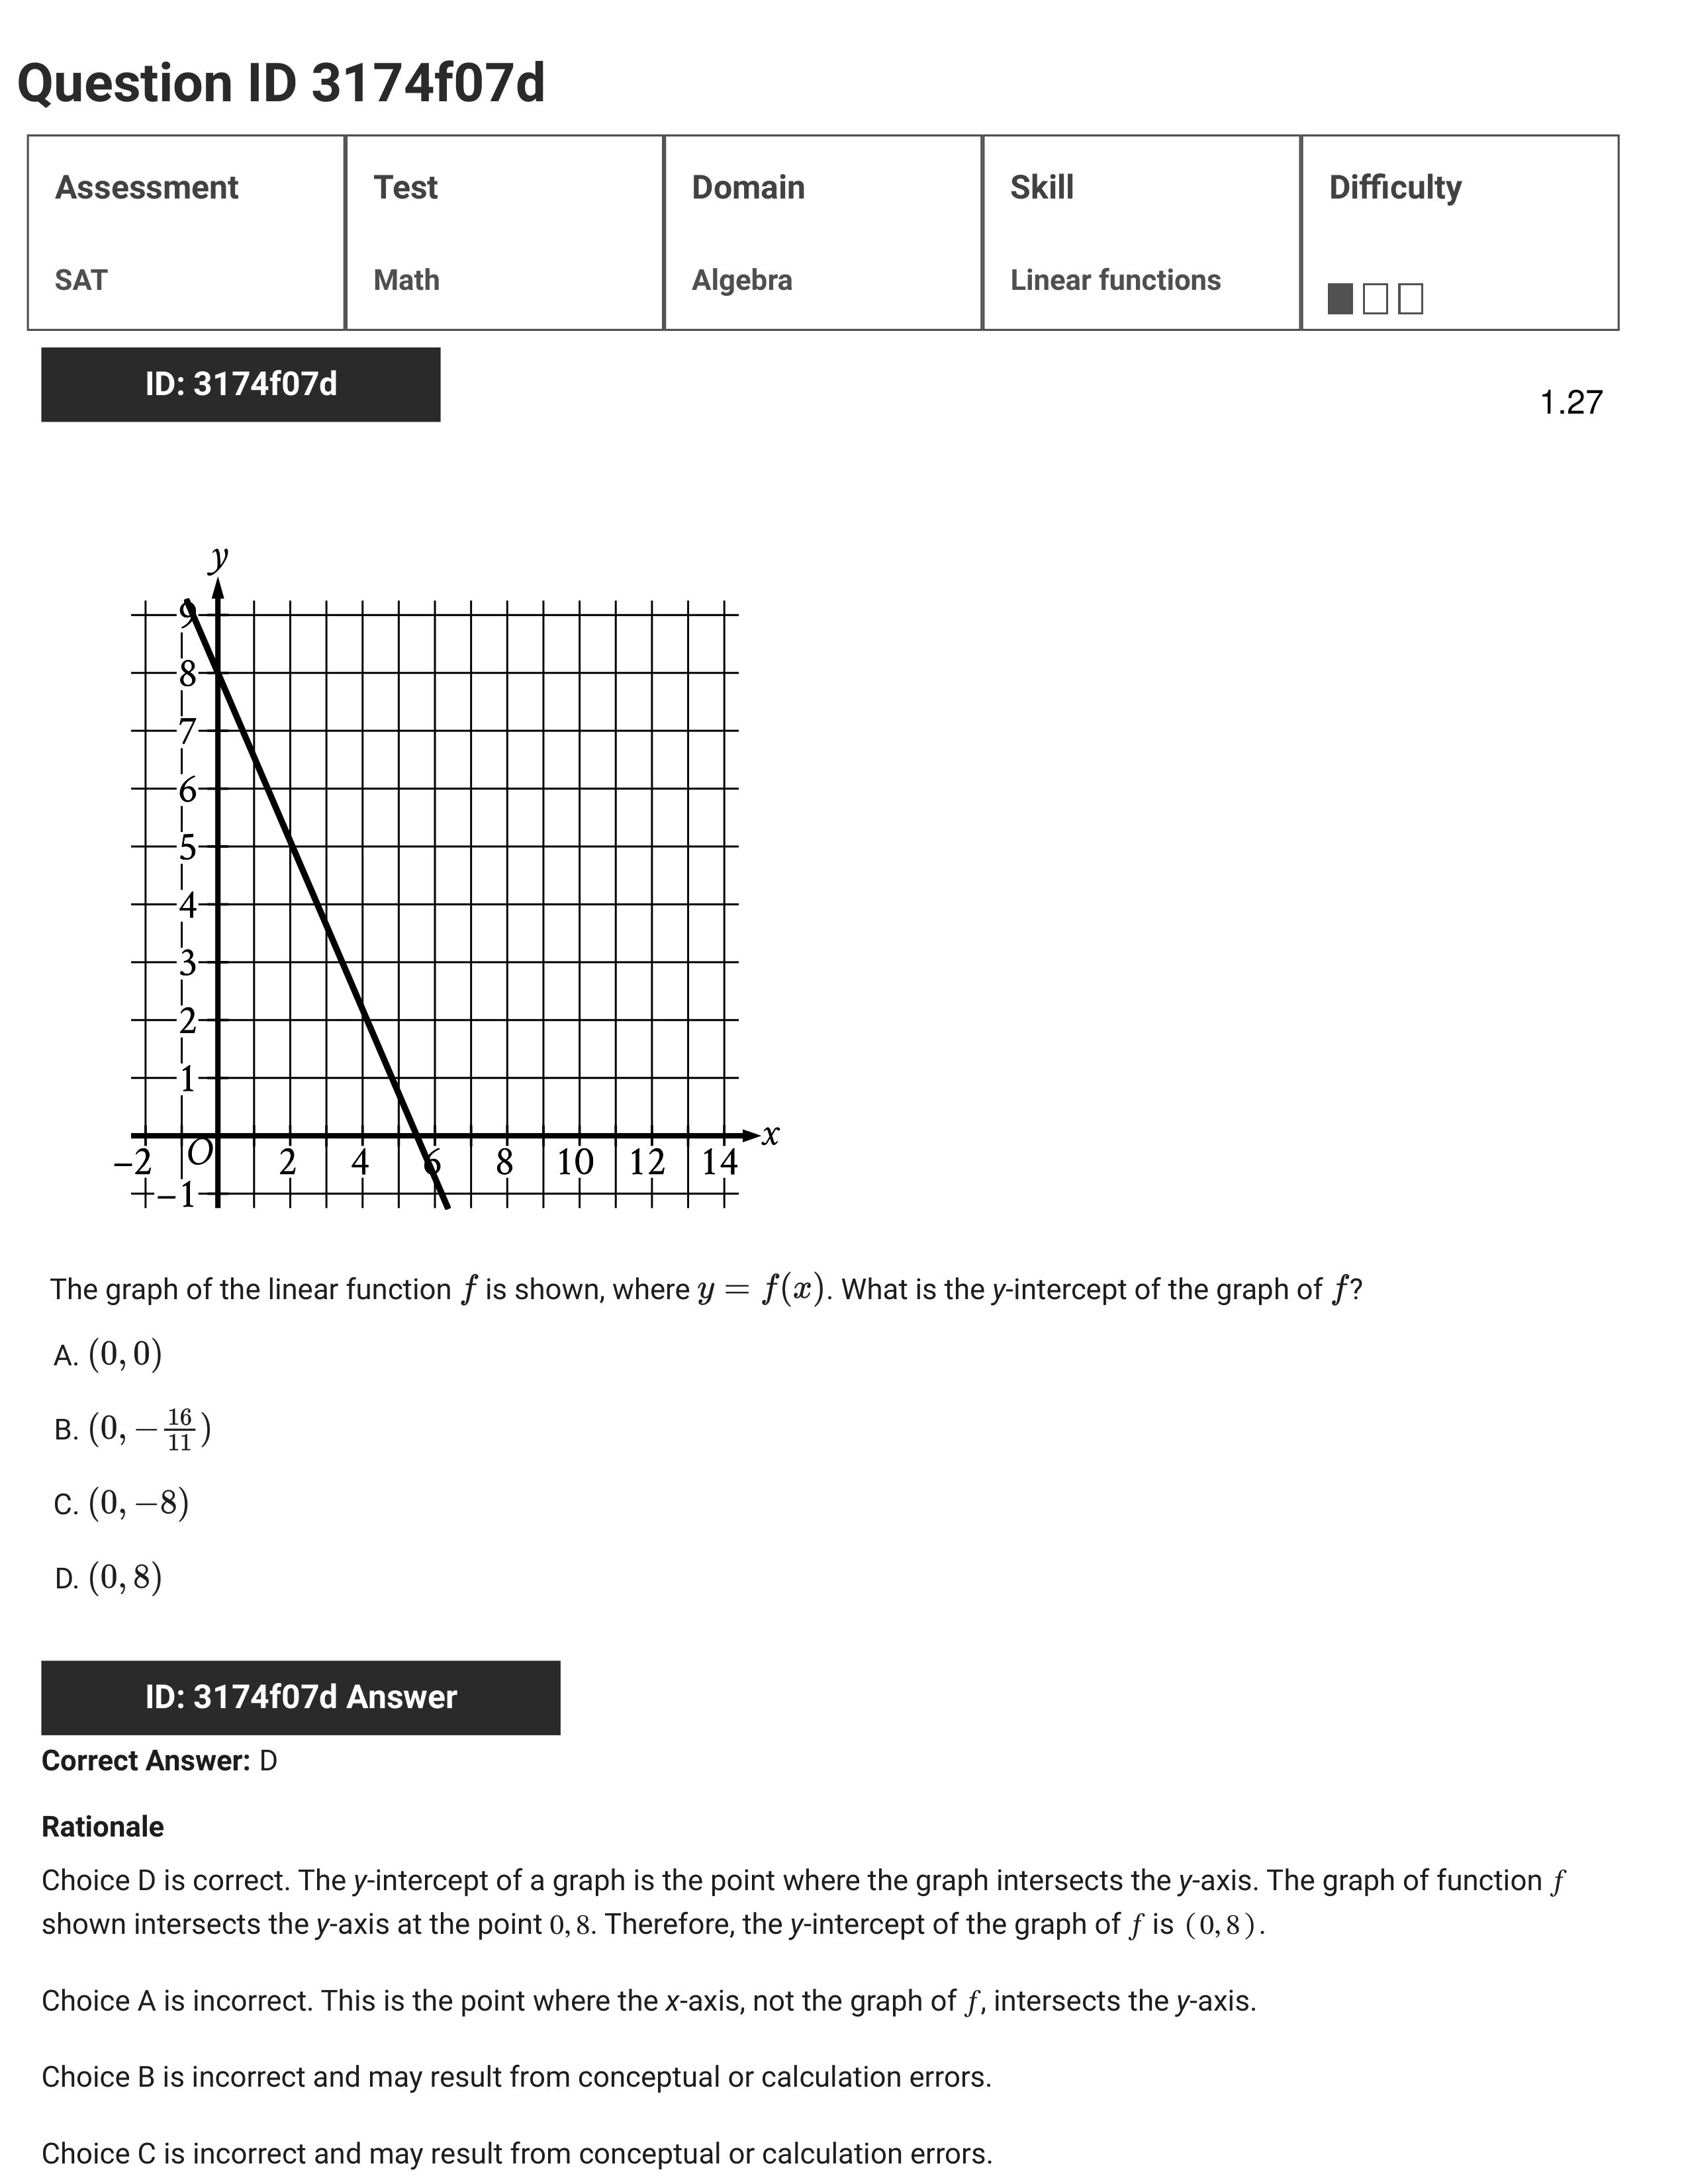 Question ID 3174f07d
Assessment Test Domain Skill Difficulty
SAT Math Algebra Linear functions
ID: 3174f07d
1.27
y
9
8
7
6
5
4
3
2
1
x
−2 O 2 4 6 8 10 12 14
−1
The graph of the linear function f is shown, where y = f(x). What is the y-intercept of the graph of f?
A. (0, 0)
B. (0, −16/11)
C. (0, −8)
D. (0, 8)
ID: 3174f07d Answer
Correct Answer: D
Rationale
Choice D is correct. The y-intercept of a graph is the point where the graph intersects the y-axis. The graph of function f
shown intersects the y-axis at the point 0, 8. Therefore, the y-intercept of the graph of f is (0, 8).
Choice A is incorrect. This is the point where the x-axis, not the graph of f, intersects the y-axis.
Choice B is incorrect and may result from conceptual or calculation errors.
Choice C is incorrect and may result from conceptual or calculation errors.